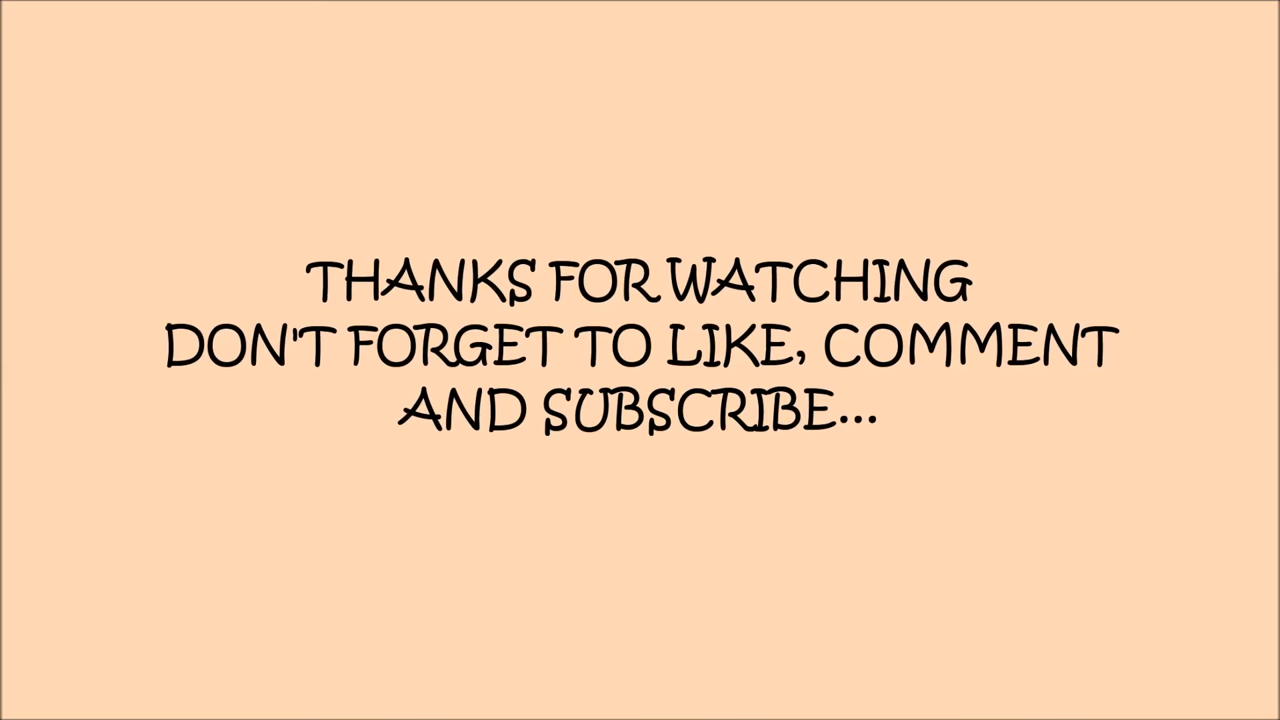 THANKS FOR WATCHING
DON'T FORGET TO LIKE, COMMENT
AND SUBSCRIBE...